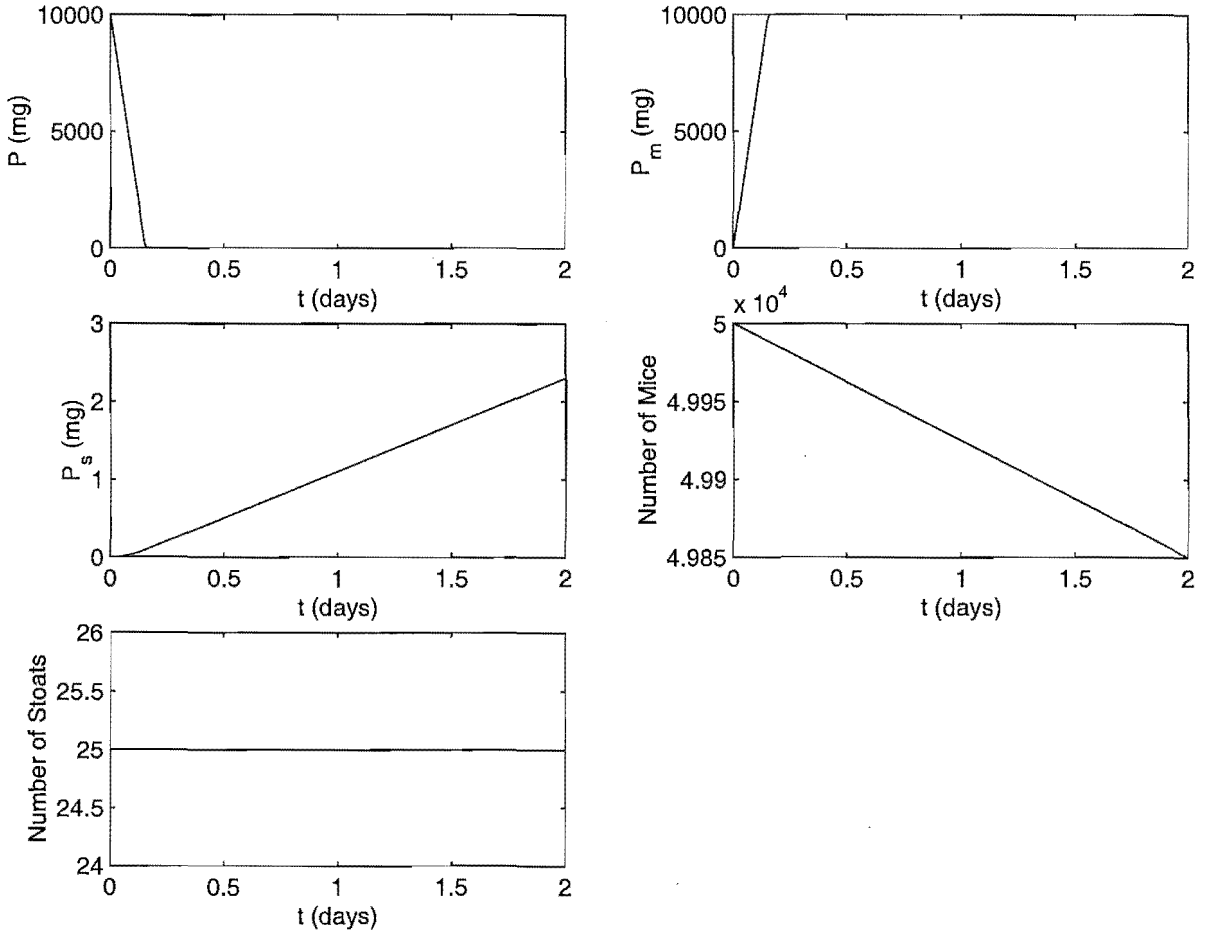 10000
5000
0
P (mg)
0 0.5 1 1.5 2
t (days)
10000
5000
0
P_m (mg)
0 0.5 1 1.5 2
t (days)
3
2
1
0
P_s (mg)
0 0.5 1 1.5 2
t (days)
x 10^4
5
4.995
4.99
4.985
Number of Mice
0 0.5 1 1.5 2
t (days)
26
25.5
25
24.5
24
Number of Stoats
0 0.5 1 1.5 2
t (days)